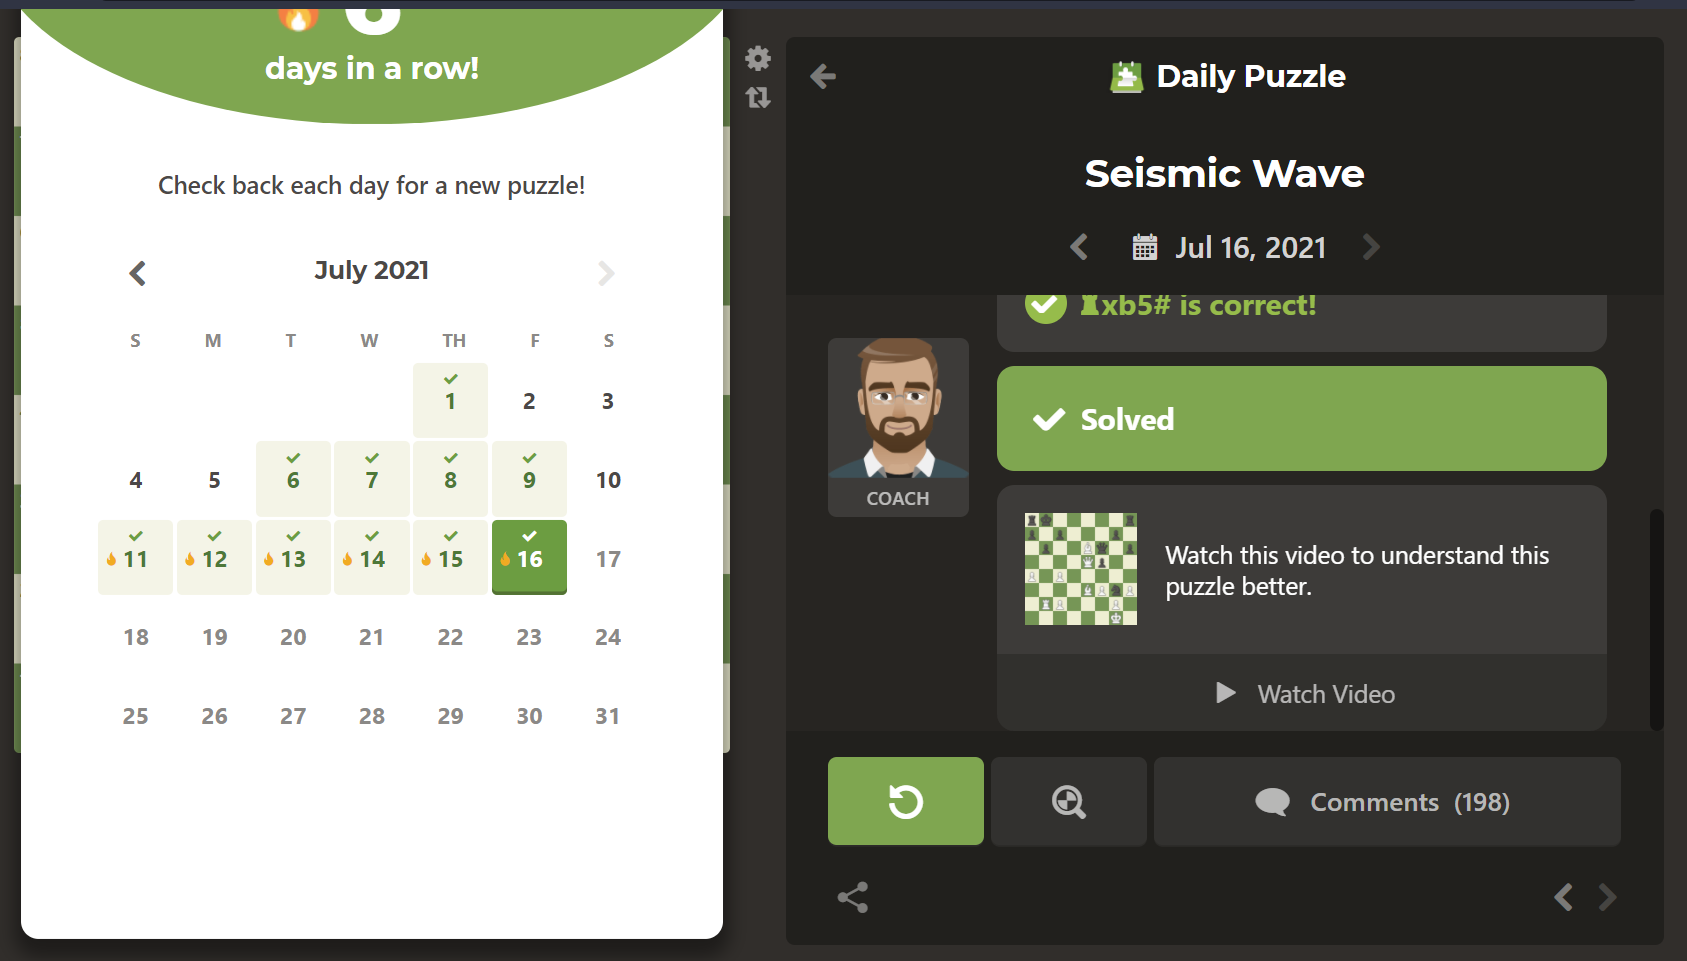 days in a row!
Check back each day for a new puzzle!
July 2021
S M T W TH F S
1 2 3
4 5 6 7 8 9 10
11 12 13 14 15 16 17
18 19 20 21 22 23 24
25 26 27 28 29 30 31
Daily Puzzle
Seismic Wave
Jul 16, 2021
♜xb5# is correct!
COACH
Solved
Watch this video to understand this
puzzle better.
Watch Video
Comments (198)